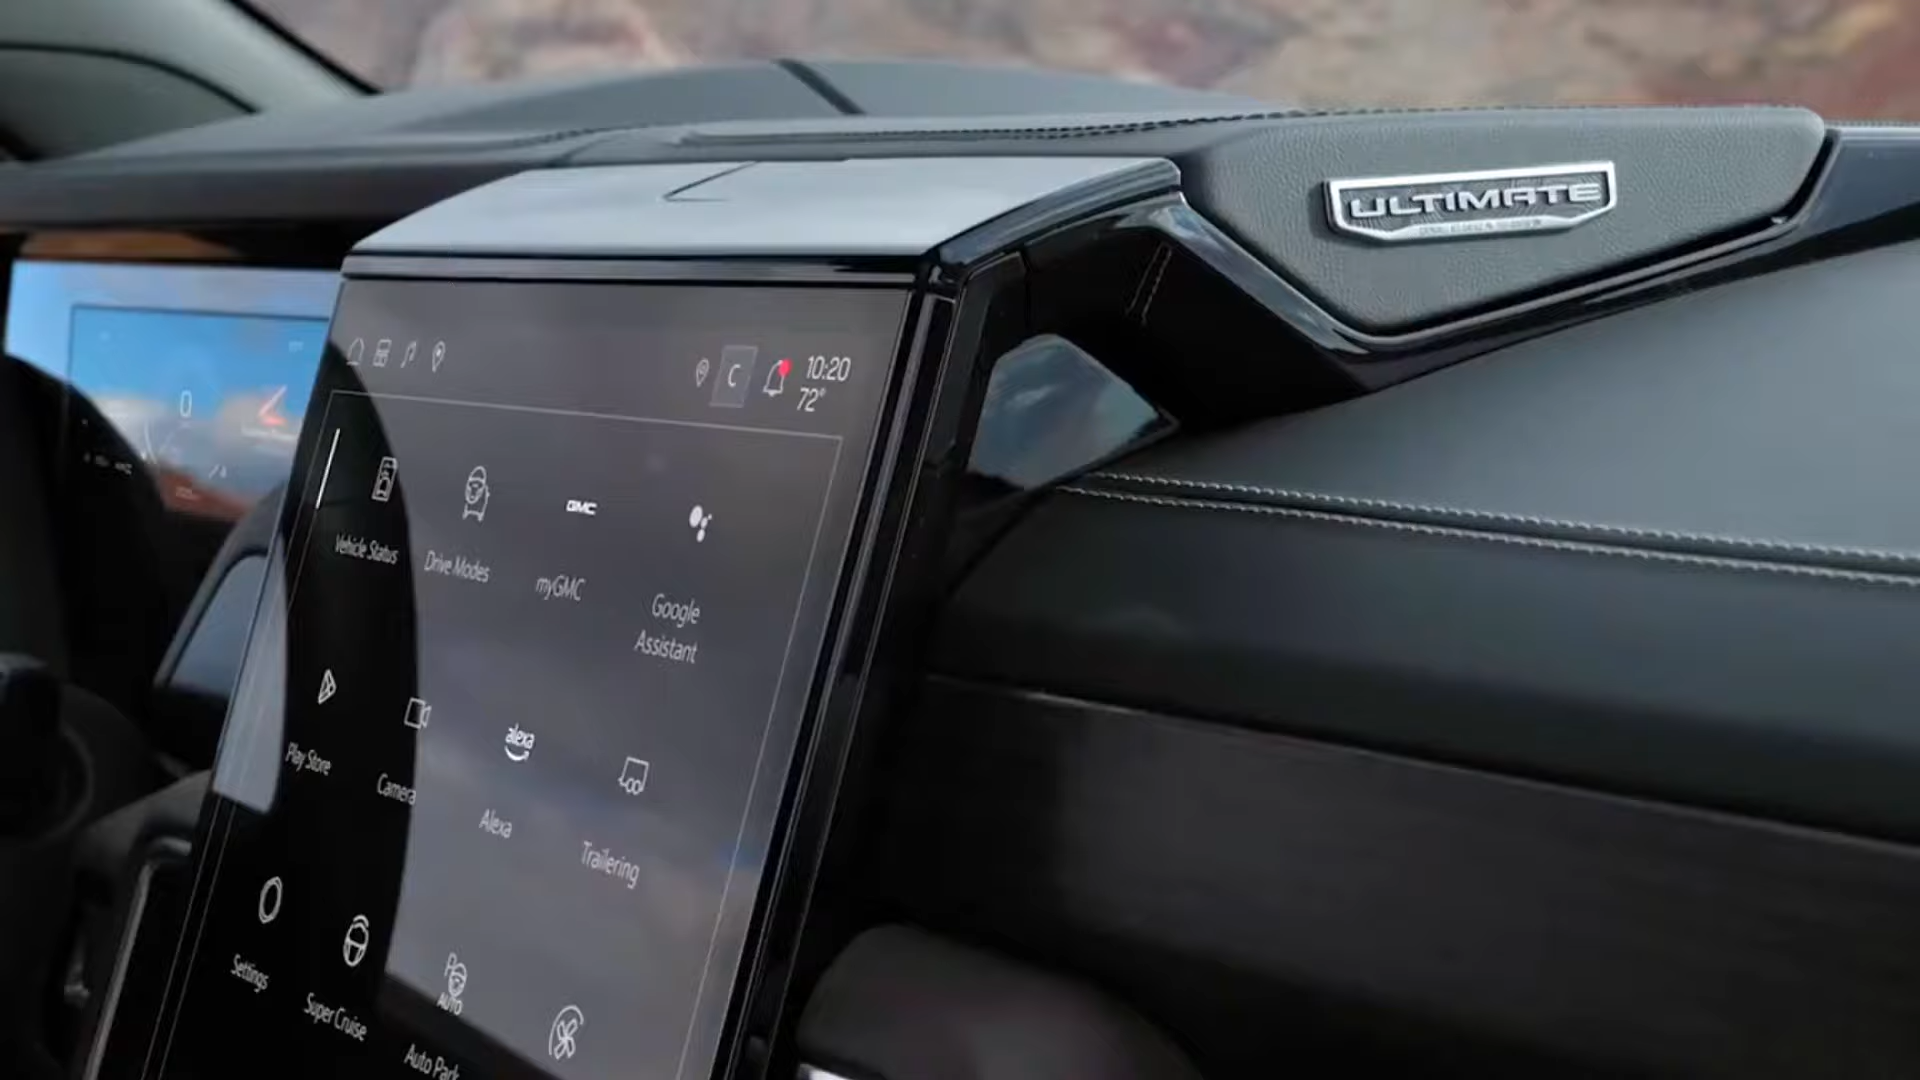 ULTIMATE
C
10:20
72°
0
Vehicle Status
Drive Modes
GMC
myGMC
Google
Assistant
Play Store
Camera
alexa
Alexa
Trailering
Settings
Super Cruise
P
AUTO
Auto Park